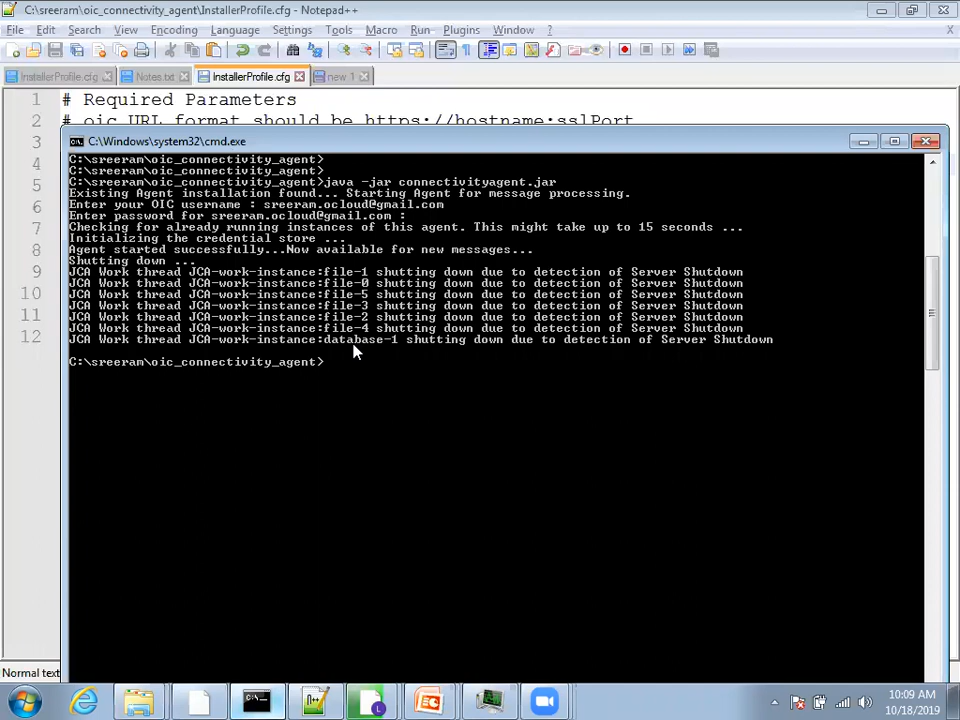 C:\sreeram\oic_connectivity_agent\InstallerProfile.cfg - Notepad++
File Edit Search View Encoding Language Settings Tools Macro Run Plugins Window ?
X
InstallerProfile.cfg Notes.txt InstallerProfile.cfg new 1
1 # Required Parameters
2 # oic URL format should be https://hostname:sslPort
3
4
5
6
7
8
9
10
11
12
C:\Windows\system32\cmd.exe
C:\sreeram\oic_connectivity_agent>
C:\sreeram\oic_connectivity_agent>
C:\sreeram\oic_connectivity_agent>java -jar connectivityagent.jar
Existing Agent installation found... Starting Agent for message processing.
Enter your OIC username : sreeram.ocloud@gmail.com
Enter password for sreeram.ocloud@gmail.com :
Checking for already running instances of this agent. This might take up to 15 seconds ...
Initializing the credential store ...
Agent started successfully...Now available for new messages...
Shutting down ...
JCA Work thread JCA-work-instance:file-1 shutting down due to detection of Server Shutdown
JCA Work thread JCA-work-instance:file-0 shutting down due to detection of Server Shutdown
JCA Work thread JCA-work-instance:file-5 shutting down due to detection of Server Shutdown
JCA Work thread JCA-work-instance:file-3 shutting down due to detection of Server Shutdown
JCA Work thread JCA-work-instance:file-2 shutting down due to detection of Server Shutdown
JCA Work thread JCA-work-instance:file-4 shutting down due to detection of Server Shutdown
JCA Work thread JCA-work-instance:database-1 shutting down due to detection of Server Shutdown
C:\sreeram\oic_connectivity_agent>
Normal text
10:09 AM
10/18/2019